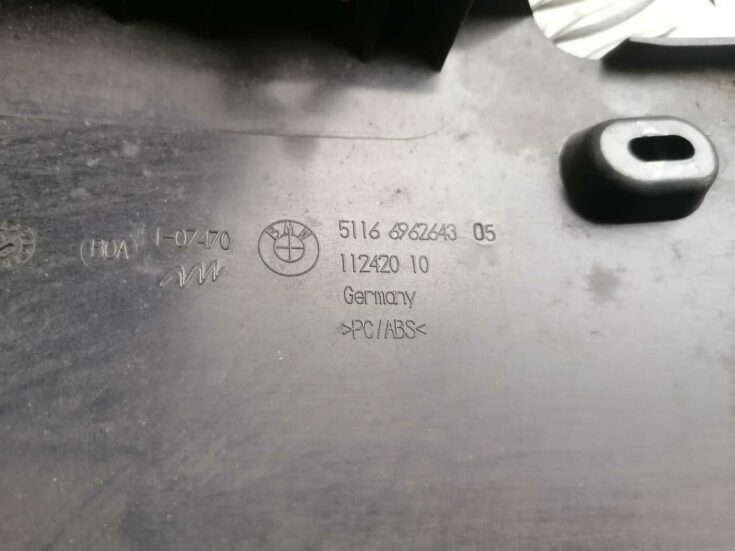 BOA I-07470
BMW
5116 6962643 05
112420 10
Germany
>PC/ABS<